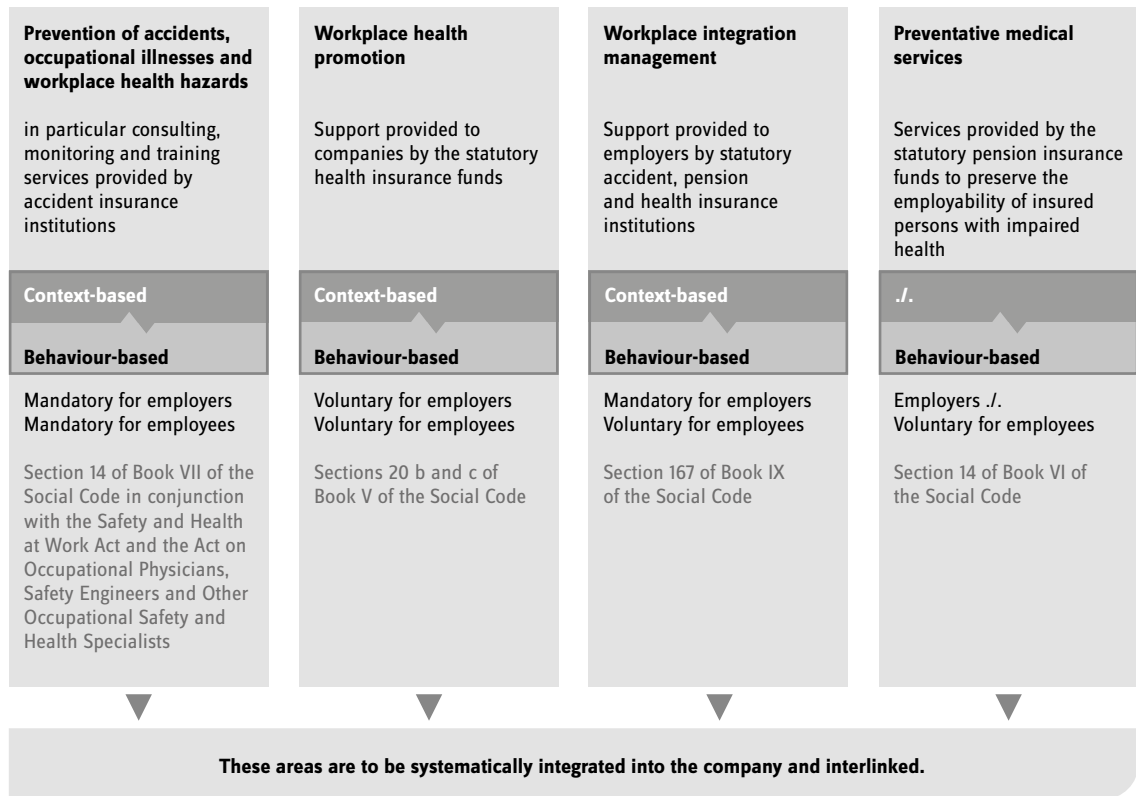 Prevention of accidents,
occupational illnesses and
workplace health hazards
in particular consulting,
monitoring and training
services provided by
accident insurance
institutions
Context-based
Behaviour-based
Mandatory for employers
Mandatory for employees
Section 14 of Book VII of the
Social Code in conjunction
with the Safety and Health
at Work Act and the Act on
Occupational Physicians,
Safety Engineers and Other
Occupational Safety and
Health Specialists
Workplace health
promotion
Support provided to
companies by the statutory
health insurance funds
Context-based
Behaviour-based
Voluntary for employers
Voluntary for employees
Sections 20 b and c of
Book V of the Social Code
Workplace integration
management
Support provided to
employers by statutory
accident, pension
and health insurance
institutions
Context-based
Behaviour-based
Mandatory for employers
Voluntary for employees
Section 167 of Book IX
of the Social Code
Preventative medical
services
Services provided by the
statutory pension insurance
funds to preserve the
employability of insured
persons with impaired
health
./.
Behaviour-based
Employers ./.
Voluntary for employees
Section 14 of Book VI of
the Social Code
These areas are to be systematically integrated into the company and interlinked.